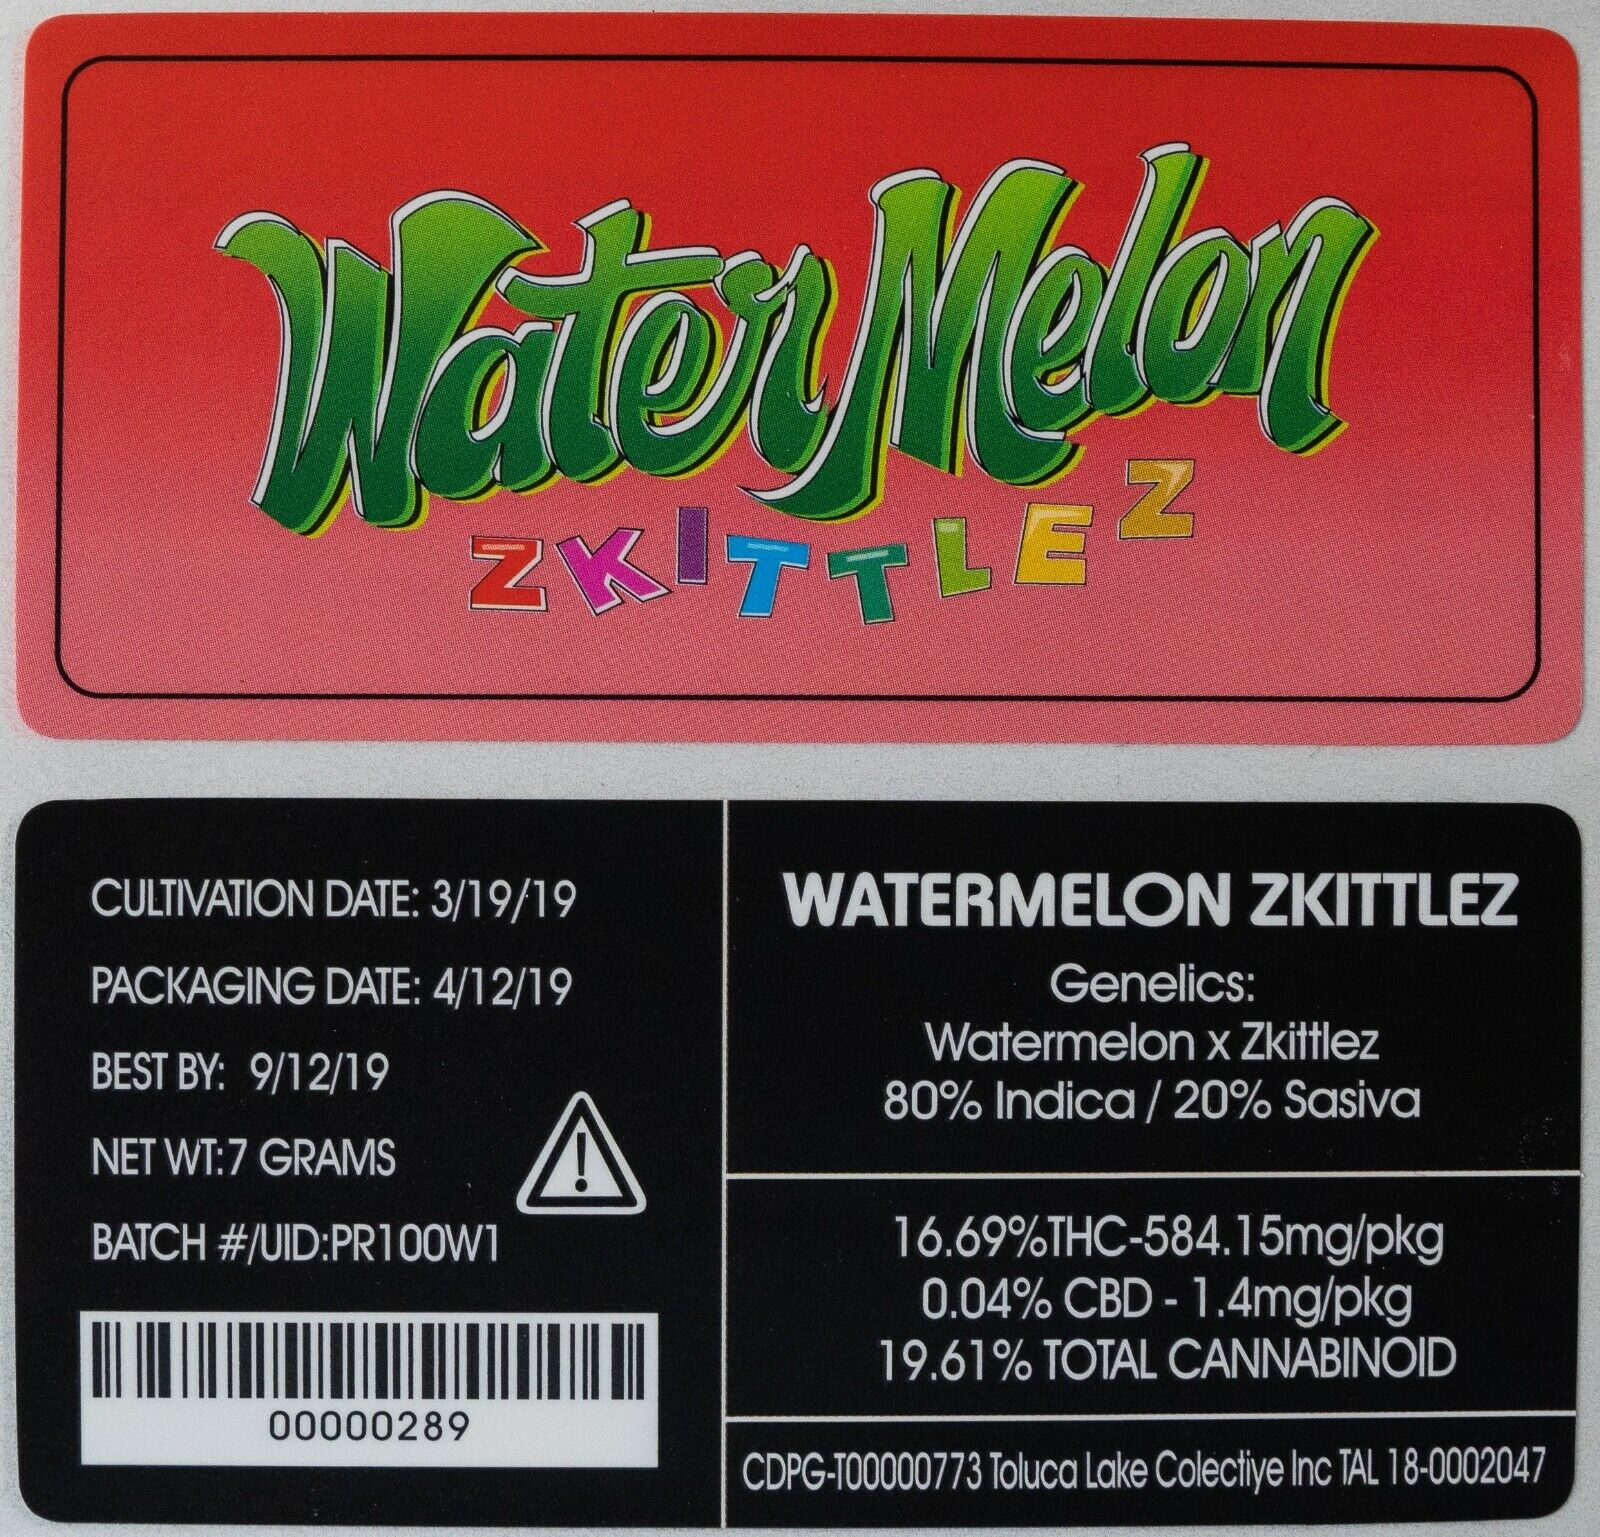 WaterMelon
ZKITTLEZ
CULTIVATION DATE: 3/19/19
PACKAGING DATE: 4/12/19
BEST BY: 9/12/19
NET WT:7 GRAMS
BATCH #/UID:PR100W1
00000289
WATERMELON ZKITTLEZ
Genelics:
Watermelon x Zkittlez
80% Indica / 20% Sasiva
16.69%THC-584.15mg/pkg
0.04% CBD - 1.4mg/pkg
19.61% TOTAL CANNABINOID
CDPG-T00000773 Toluca Lake Colectiye Inc TAL 18-0002047